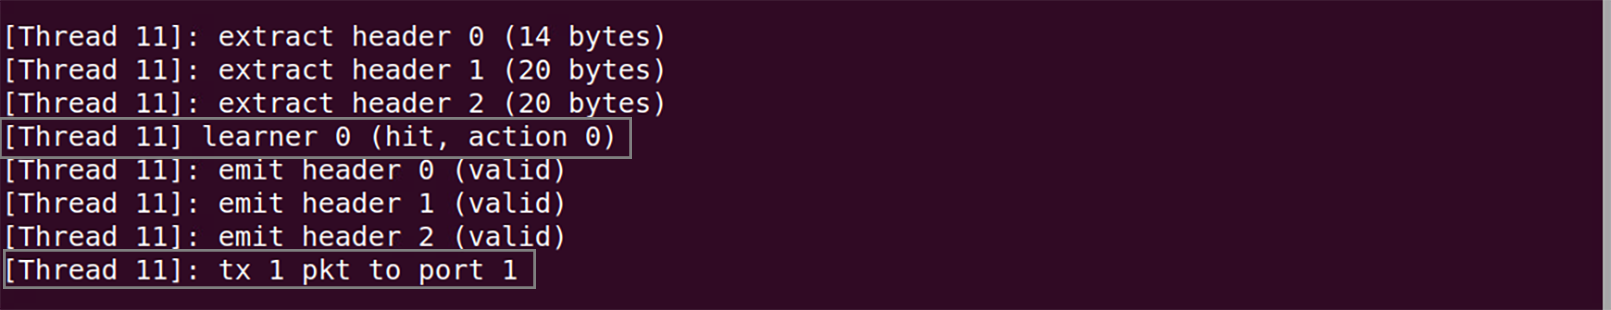 [Thread 11]: extract header 0 (14 bytes)
[Thread 11]: extract header 1 (20 bytes)
[Thread 11]: extract header 2 (20 bytes)
[Thread 11] learner 0 (hit, action 0)
[Thread 11]: emit header 0 (valid)
[Thread 11]: emit header 1 (valid)
[Thread 11]: emit header 2 (valid)
[Thread 11]: tx 1 pkt to port 1